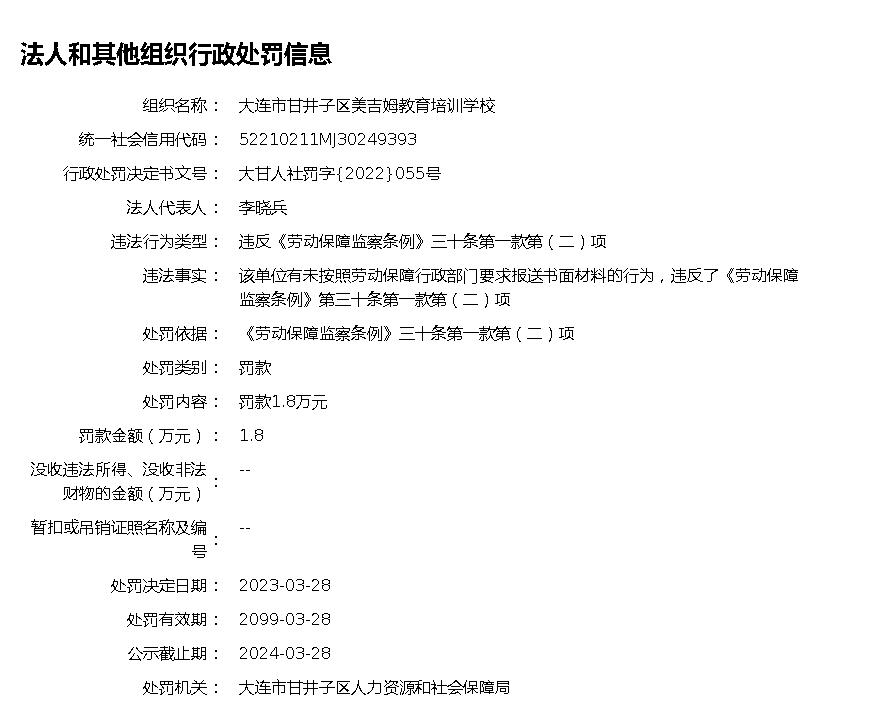 法人和其他组织行政处罚信息
组织名称： 大连市甘井子区美吉姆教育培训学校
统一社会信用代码： 52210211MJ30249393
行政处罚决定书文号： 大甘人社罚字{2022}055号
法人代表人： 李晓兵
违法行为类型： 违反《劳动保障监察条例》三十条第一款第（二）项
违法事实： 该单位有未按照劳动保障行政部门要求报送书面材料的行为，违反了《劳动保障
监察条例》第三十条第一款第（二）项
处罚依据： 《劳动保障监察条例》三十条第一款第（二）项
处罚类别： 罚款
处罚内容： 罚款1.8万元
罚款金额（万元）： 1.8
没收违法所得、没收非法
财物的金额（万元）： --
暂扣或吊销证照名称及编
号： --
处罚决定日期： 2023-03-28
处罚有效期： 2099-03-28
公示截止期： 2024-03-28
处罚机关： 大连市甘井子区人力资源和社会保障局